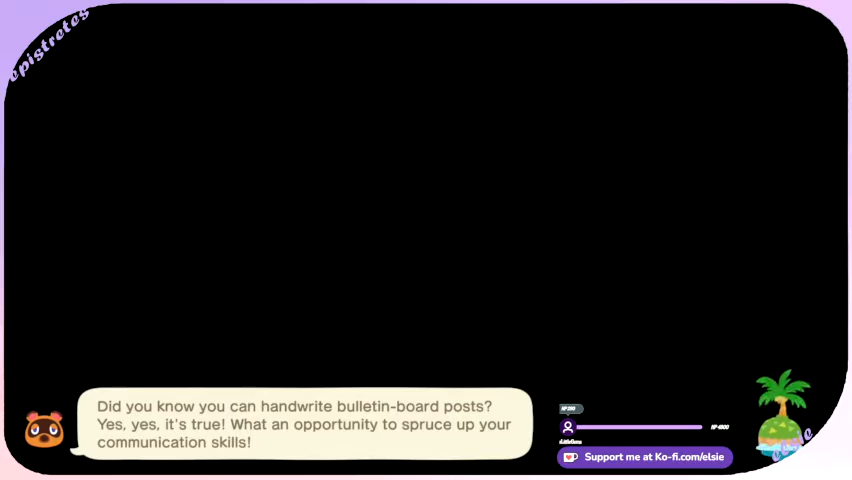 epistretes
Did you know you can handwrite bulletin-board posts?
Yes, yes, it's true! What an opportunity to spruce up your
communication skills!
Support me at Ko-fi.com/elsie